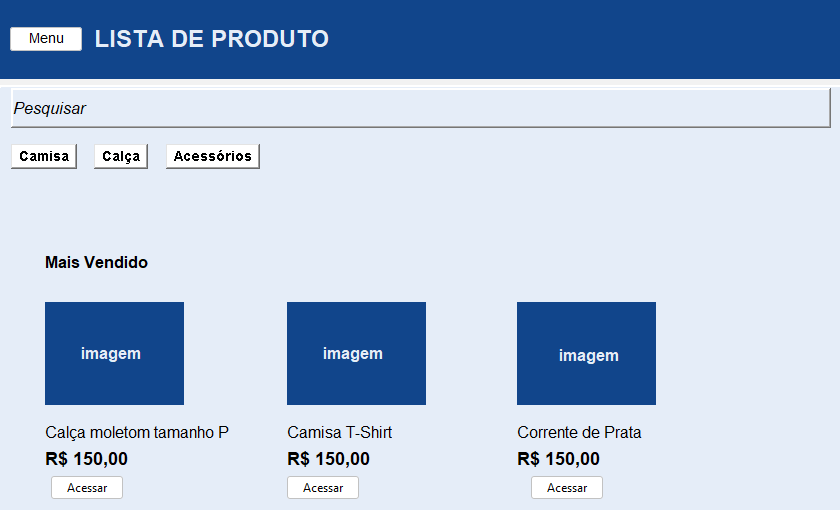 Menu LISTA DE PRODUTO
Pesquisar
Camisa Calça Acessórios
Mais Vendido
imagem imagem imagem
Calça moletom tamanho P Camisa T-Shirt Corrente de Prata
R$ 150,00 R$ 150,00 R$ 150,00
Acessar Acessar Acessar